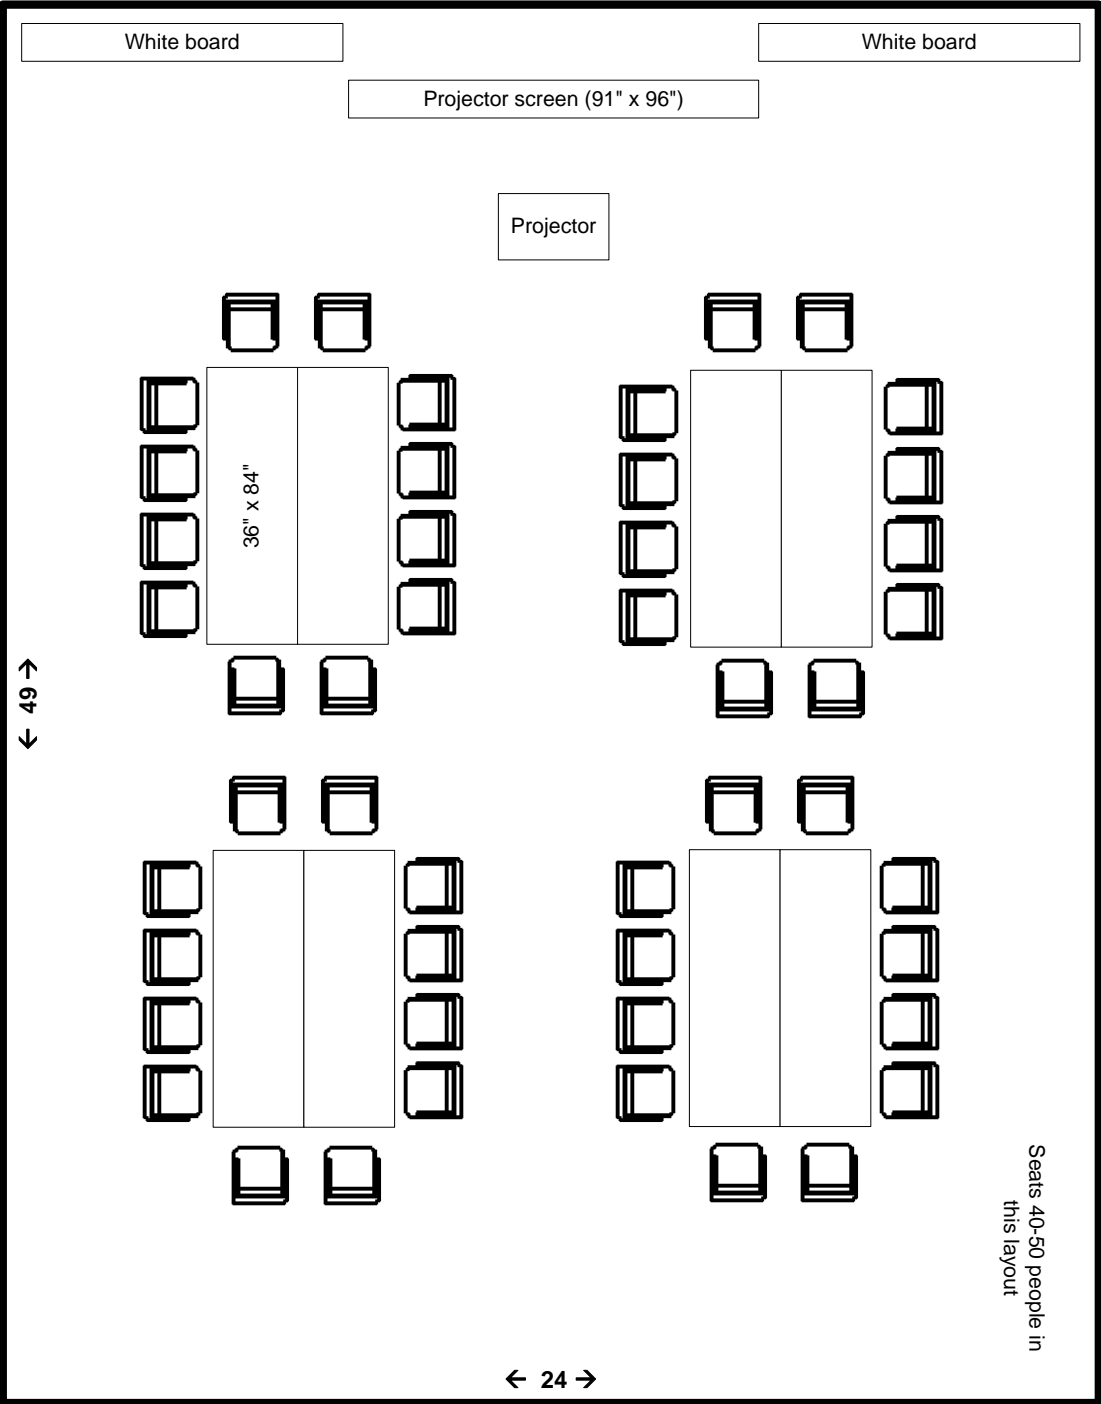 White board
White board
Projector screen (91" x 96")
Projector
36" x 84"
← 49 →
Seats 40-50 people in
this layout
← 24 →